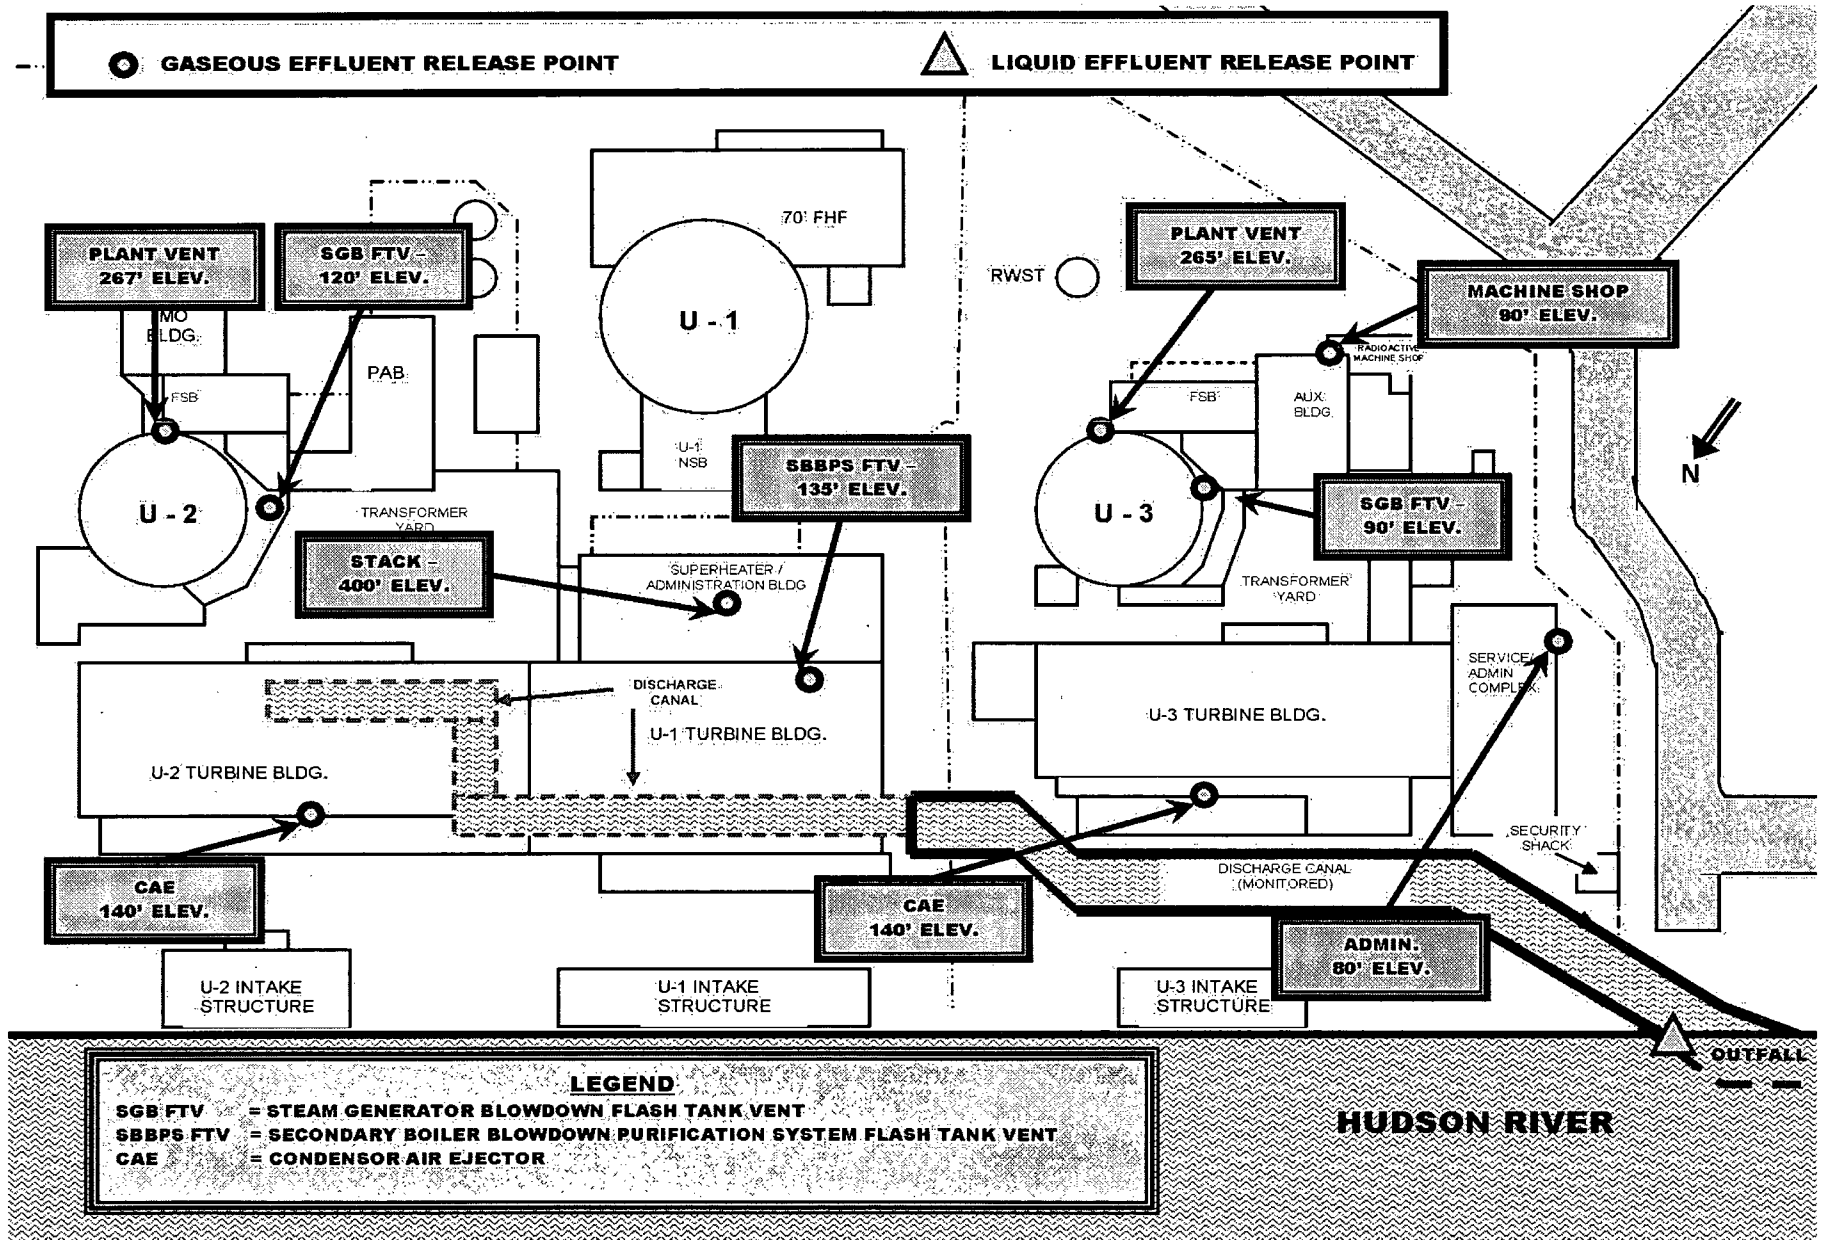 GASEOUS EFFLUENT RELEASE POINT
LIQUID EFFLUENT RELEASE POINT
70' FHF
PLANT VENT
267' ELEV.
SGB FTV –
120' ELEV.
PLANT VENT
265' ELEV.
RWST
MACHINE SHOP
90' ELEV.
MO
BLDG.
U - 1
RADIOACTIVE
MACHINE SHOP
PAB
FSB
FSB
AUX.
BLDG.
U-1
NSB
SBBPS FTV –
135' ELEV.
N
U - 2
TRANSFORMER
YARD
U - 3
SGB FTV –
90' ELEV.
STACK –
400' ELEV.
SUPERHEATER /
ADMINISTRATION BLDG
TRANSFORMER
YARD
SERVICE/
ADMIN
COMPLEX
DISCHARGE
CANAL
U-1 TURBINE BLDG.
U-3 TURBINE BLDG.
U-2 TURBINE BLDG.
SECURITY
SHACK
DISCHARGE CANAL
(MONITORED)
CAE
140' ELEV.
CAE
140' ELEV.
ADMIN.
80' ELEV.
U-2 INTAKE
STRUCTURE
U-1 INTAKE
STRUCTURE
U-3 INTAKE
STRUCTURE
OUTFALL
LEGEND
SGB FTV = STEAM GENERATOR BLOWDOWN FLASH TANK VENT
SBBPS FTV = SECONDARY BOILER BLOWDOWN PURIFICATION SYSTEM FLASH TANK VENT
CAE = CONDENSOR AIR EJECTOR
HUDSON RIVER